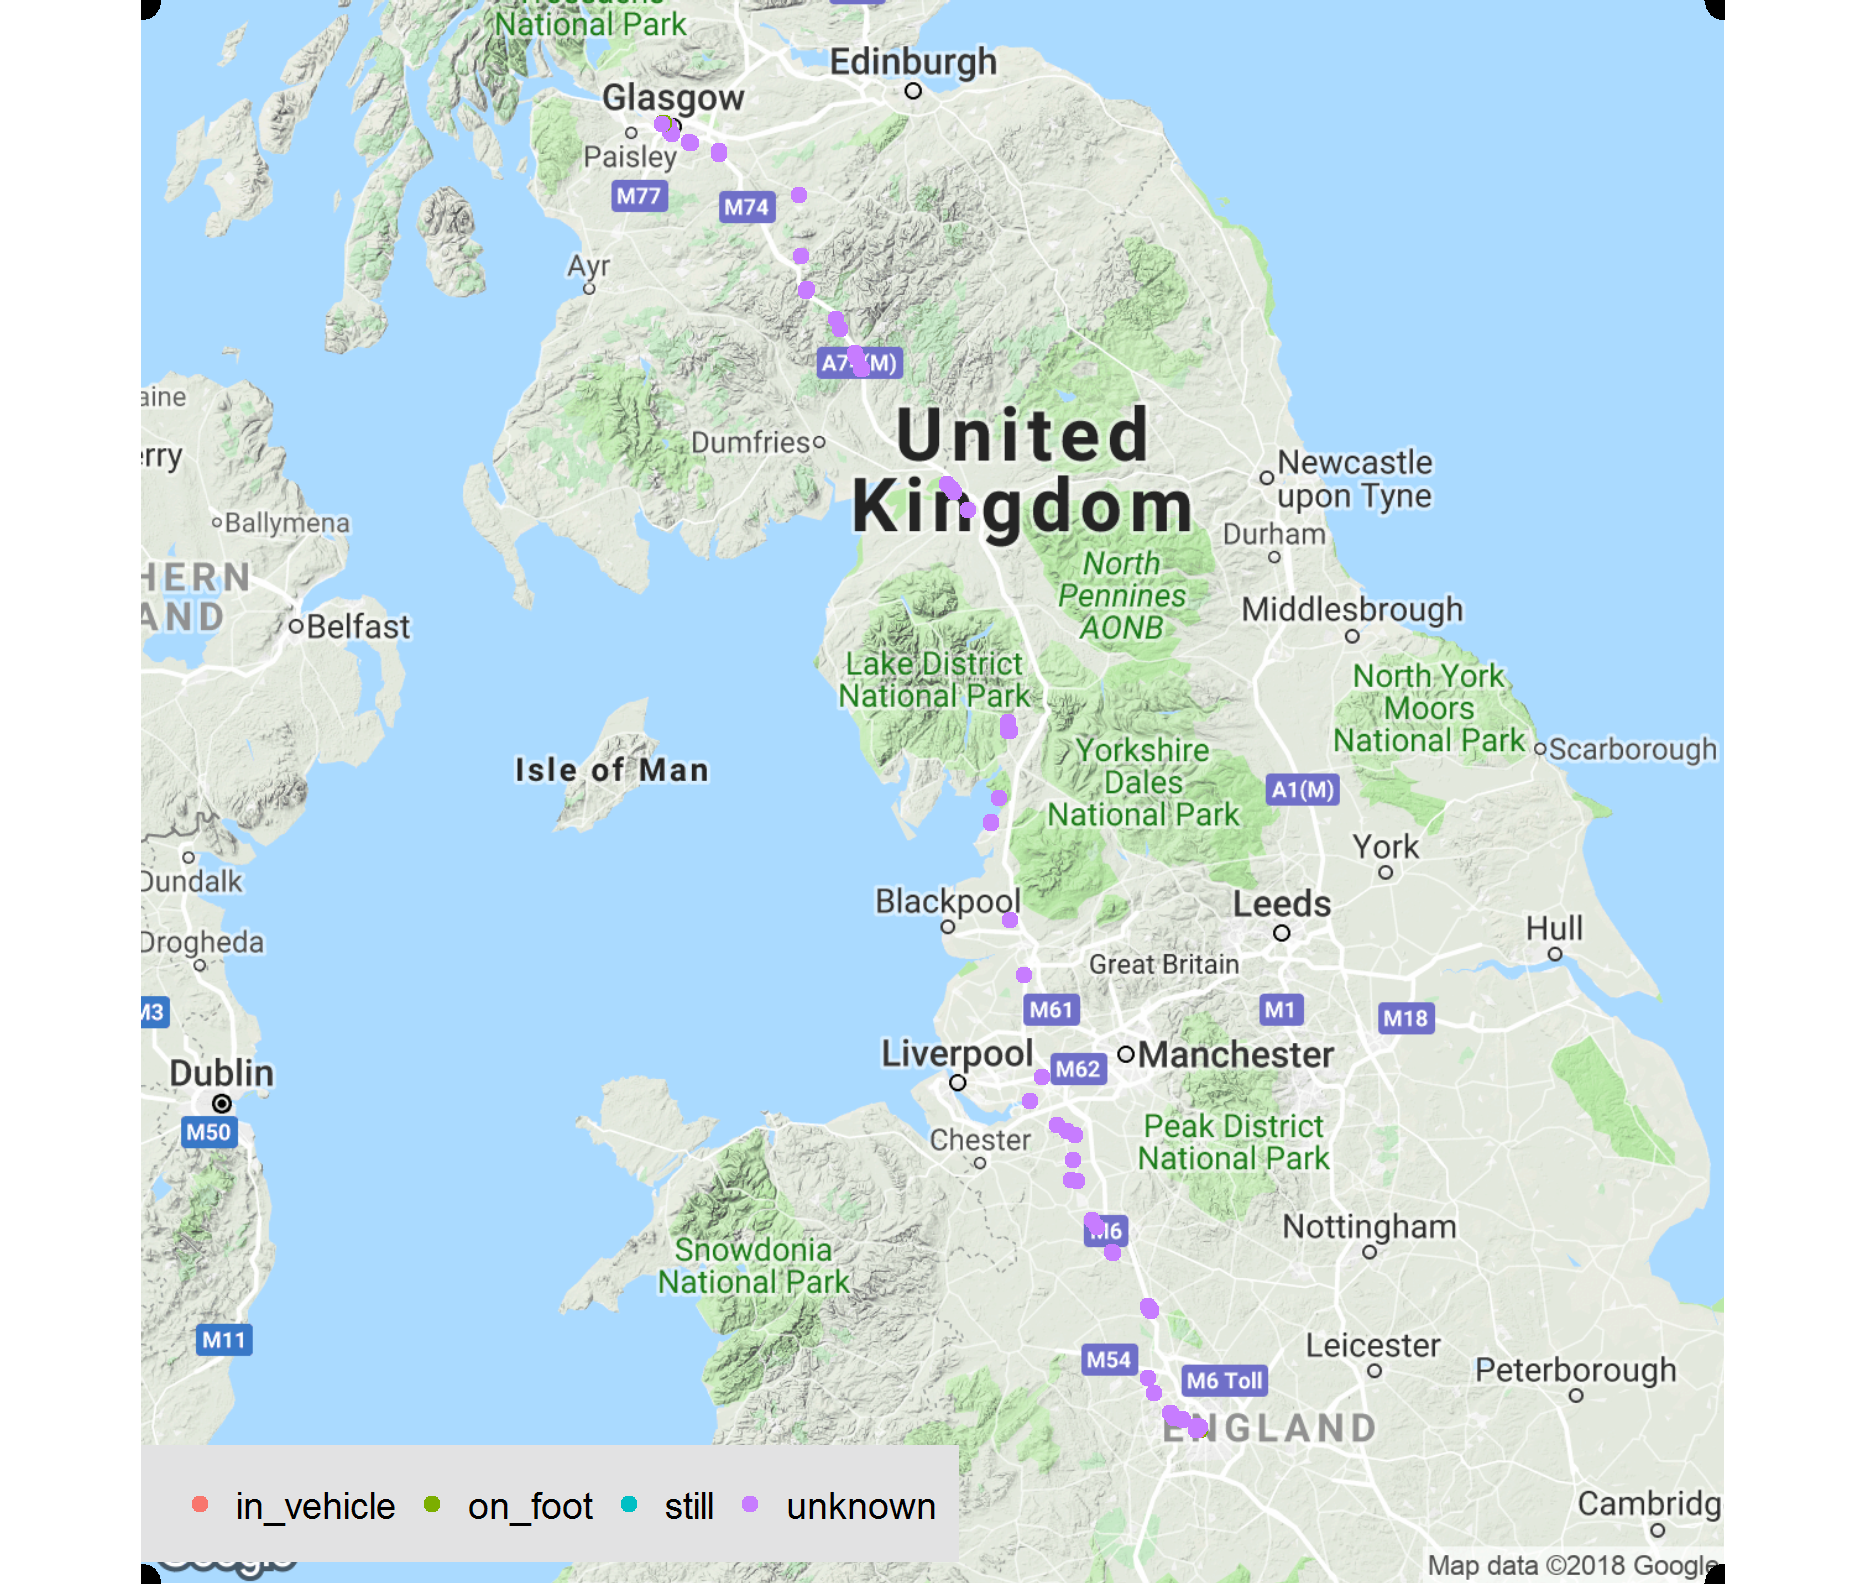 National Park
Edinburgh
Glasgow
Paisley
M77
M74
Ayr
aine
Dumfries
United
Kingdom
erry
Newcastle
upon Tyne
Ballymena
Durham
North
Pennines
AONB
HERN
AND
Belfast
Middlesbrough
Lake District
National Park
North York
Moors
National Park
Scarborough
Isle of Man
Yorkshire
Dales
National Park
A1(M)
York
Dundalk
Blackpool
Leeds
Hull
Drogheda
Great Britain
M3
M61
M1
M18
Liverpool
Manchester
M62
Dublin
M50
Chester
Peak District
National Park
M6
Nottingham
Snowdonia
National Park
M11
Leicester
M54
M6 Toll
Peterborough
ENGLAND
Cambridg
in_vehicle on_foot still unknown
Google
Map data ©2018 Google